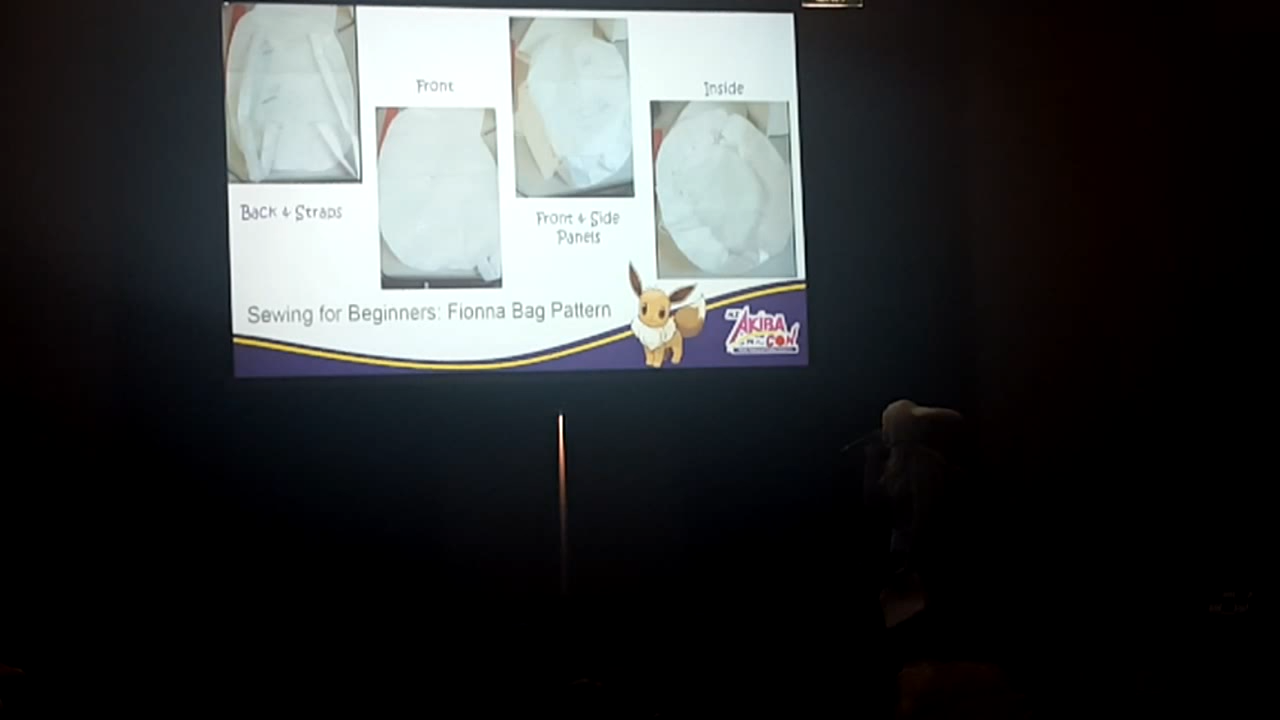 Front
Inside
Back & Straps
Front & Side
Panels
Sewing for Beginners: Fionna Bag Pattern
AKIBA
CON